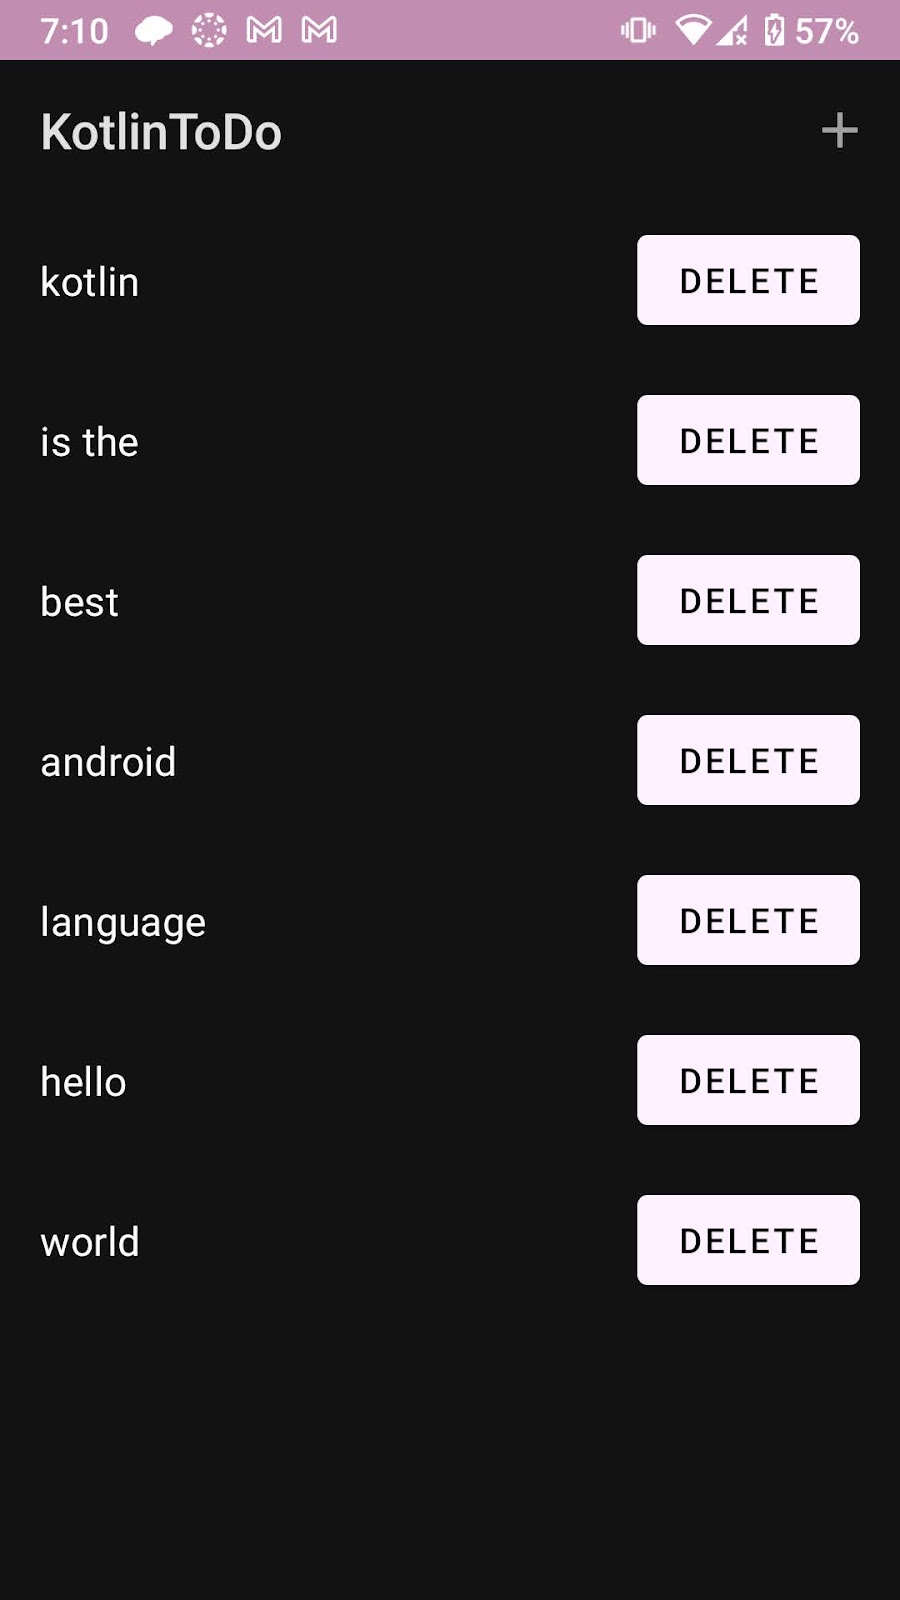 7:10 57%
KotlinToDo +
kotlin DELETE
is the DELETE
best DELETE
android DELETE
language DELETE
hello DELETE
world DELETE